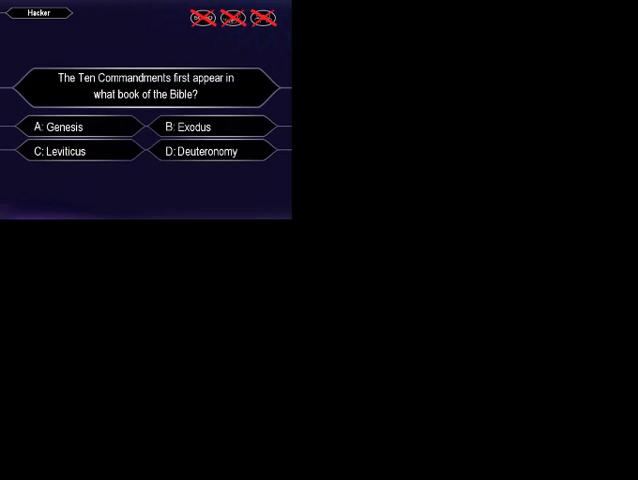 Hacker
The Ten Commandments first appear in
what book of the Bible?
A: Genesis
B: Exodus
C: Leviticus
D: Deuteronomy